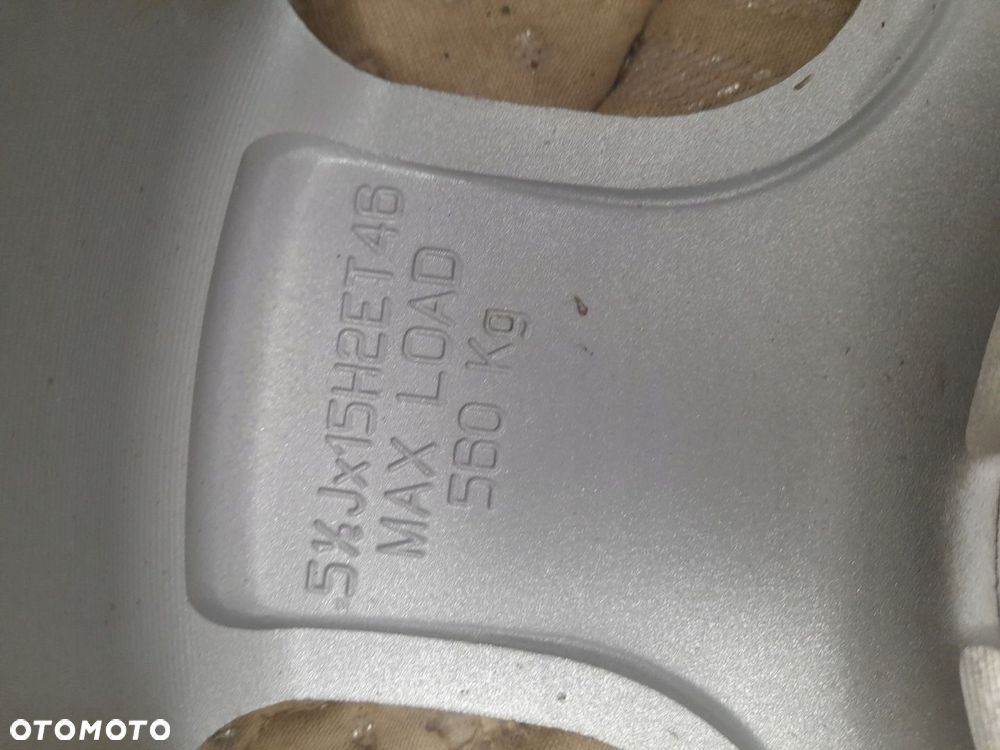 5½Jx15H2ET46
MAX LOAD
560 Kg
OTOMOTO